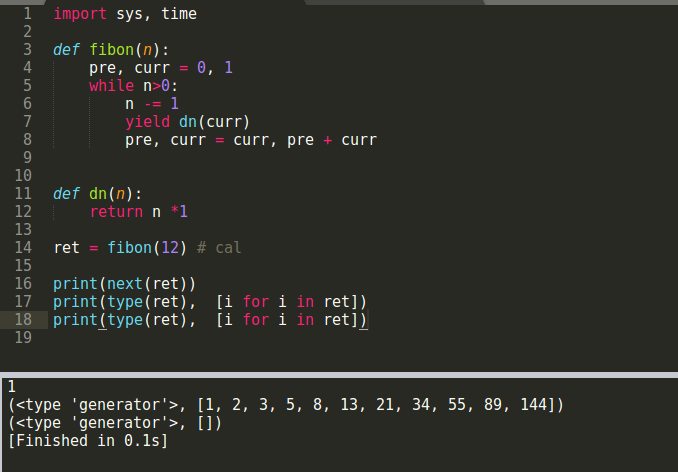 1 import sys, time
2
3 def fibon(n):
4     pre, curr = 0, 1
5     while n>0:
6         n -= 1
7         yield dn(curr)
8         pre, curr = curr, pre + curr
9
10
11 def dn(n):
12     return n *1
13
14 ret = fibon(12) # cal
15
16 print(next(ret))
17 print(type(ret),  [i for i in ret])
18 print(type(ret),  [i for i in ret])
19
1
(<type 'generator'>, [1, 2, 3, 5, 8, 13, 21, 34, 55, 89, 144])
(<type 'generator'>, [])
[Finished in 0.1s]